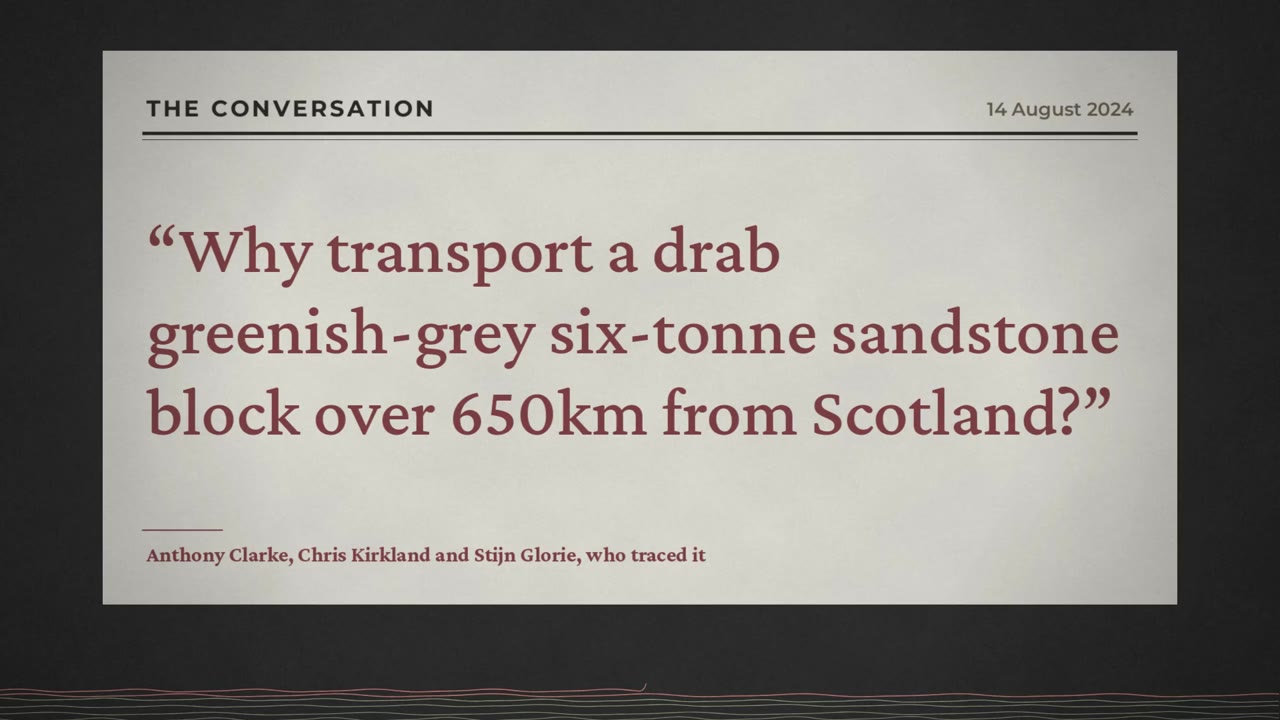 THE CONVERSATION
14 August 2024
“Why transport a drab
greenish-grey six-tonne sandstone
block over 650km from Scotland?”
Anthony Clarke, Chris Kirkland and Stijn Glorie, who traced it